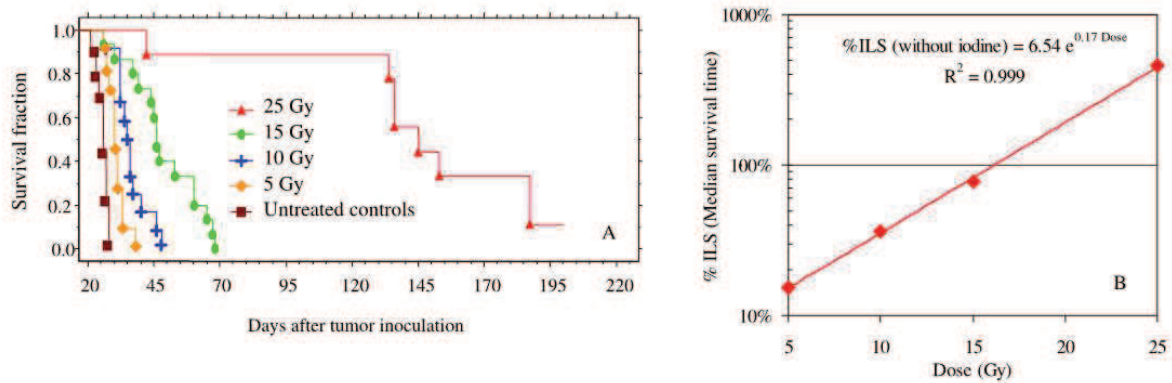 1.0
0.8
0.6
0.4
0.2
0.0
Survival fraction
25 Gy
15 Gy
10 Gy
5 Gy
Untreated controls
A
20 45 70 95 120 145 170 195 220
Days after tumor inoculation
1000%
100%
10%
% ILS (Median survival time)
%ILS (without iodine) = 6.54 e^0.17 Dose
R^2 = 0.999
B
5 10 15 20 25
Dose (Gy)